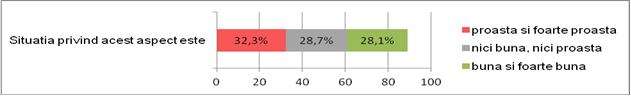 Situatia privind acest aspect este
32,3%
28,7%
28,1%
0 20 40 60 80 100
proasta si foarte proasta
nici buna, nici proasta
buna si foarte buna